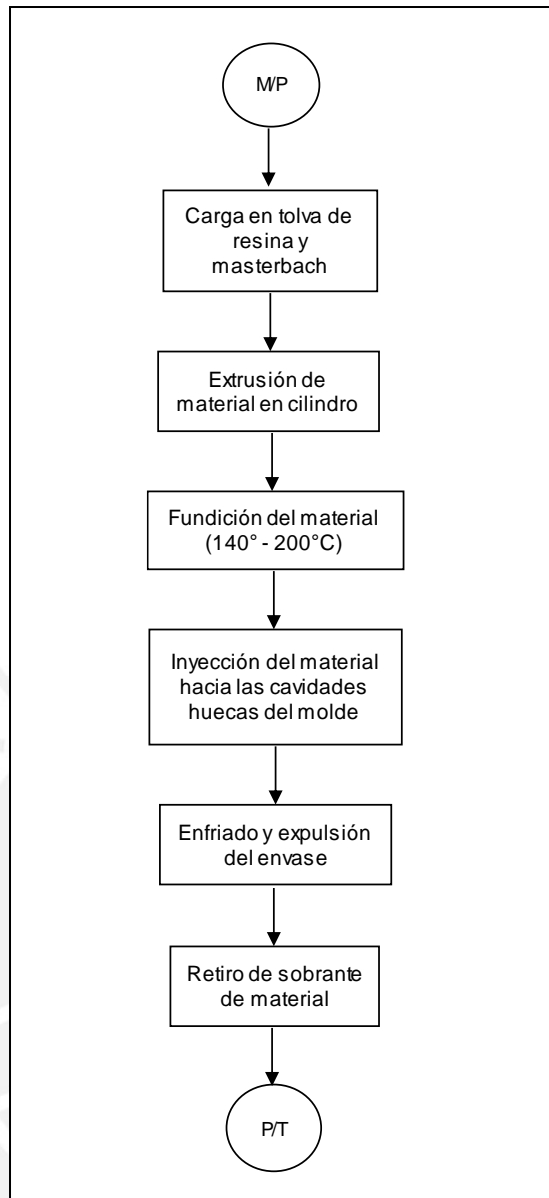 M/P
Carga en tolva de
resina y
masterbach
Extrusión de
material en cilindro
Fundición del material
(140° - 200°C)
Inyección del material
hacia las cavidades
huecas del molde
Enfriado y expulsión
del envase
Retiro de sobrante
de material
P/T